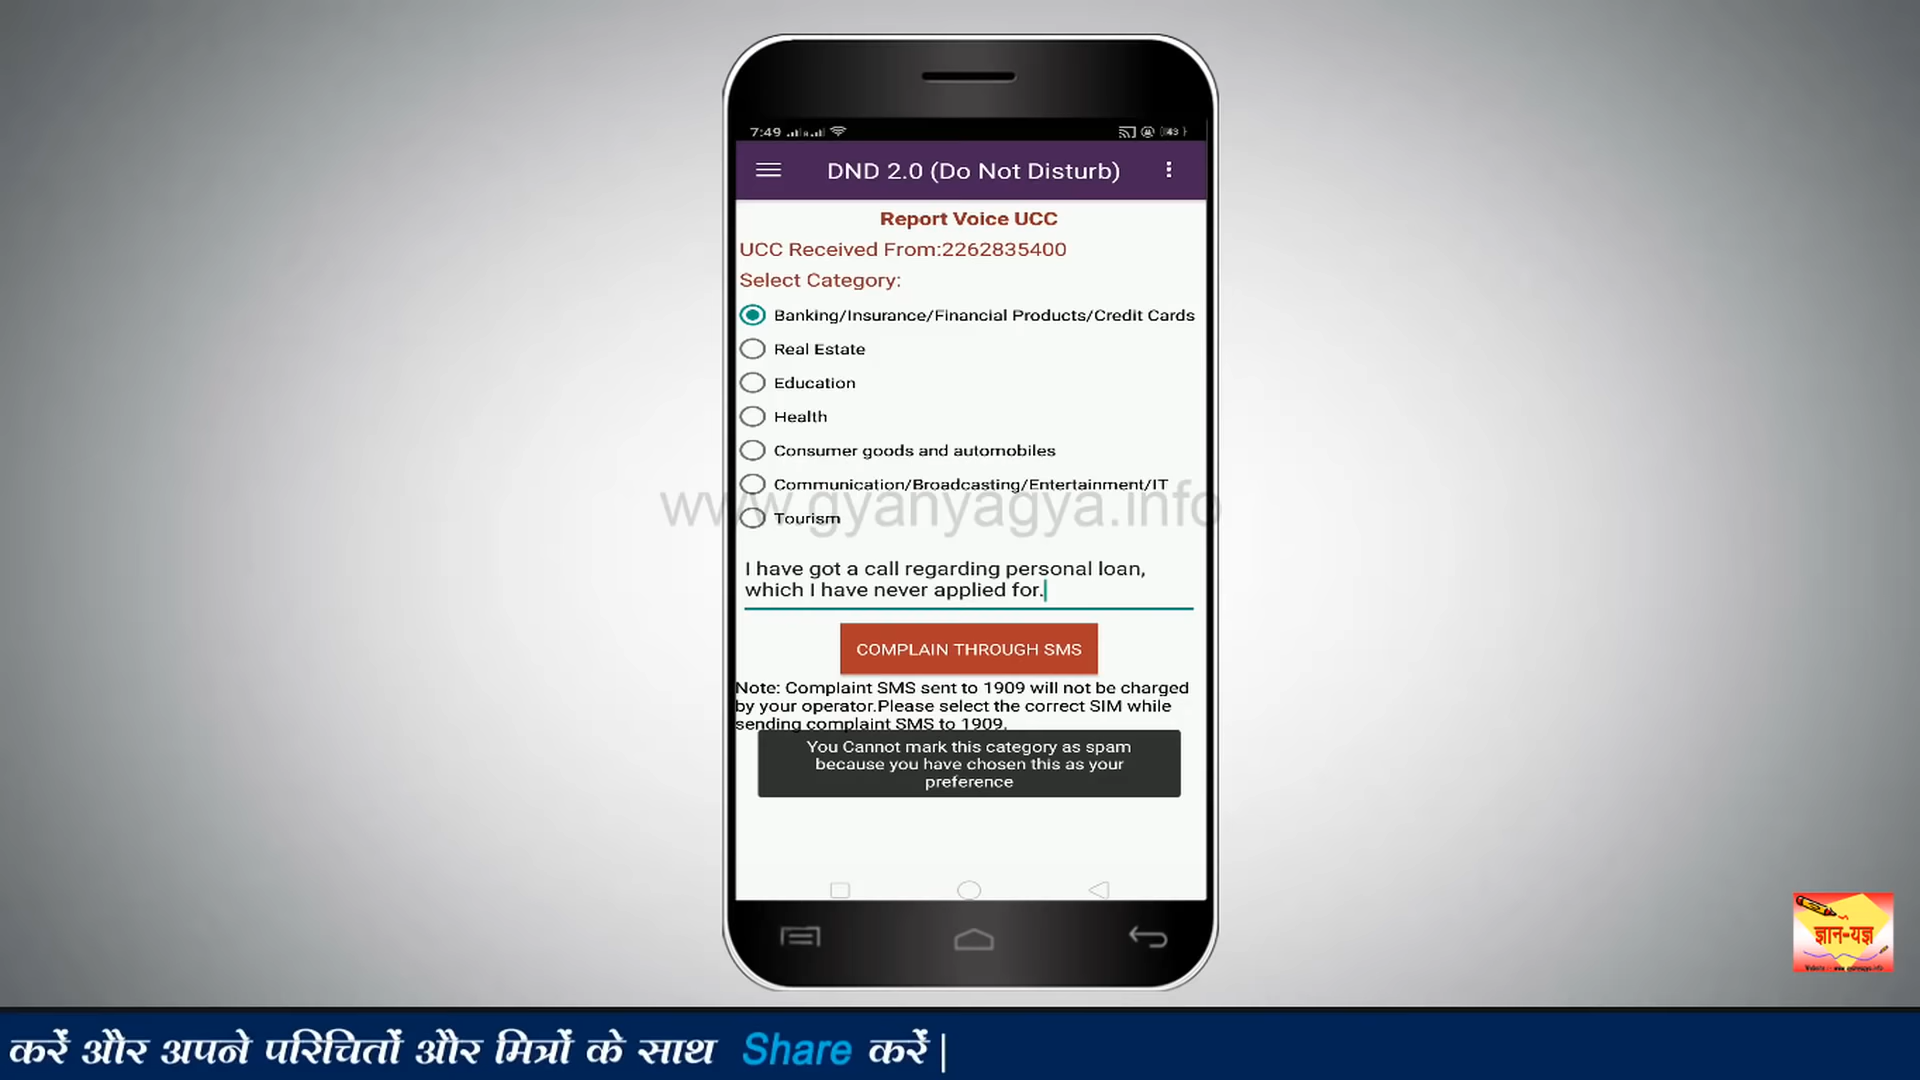 7:49
43
DND 2.0 (Do Not Disturb)
Report Voice UCC
UCC Received From:2262835400
Select Category:
Banking/Insurance/Financial Products/Credit Cards
Real Estate
Education
Health
Consumer goods and automobiles
Communication/Broadcasting/Entertainment/IT
www.gyanyagya.info
Tourism
I have got a call regarding personal loan,
which I have never applied for.
COMPLAIN THROUGH SMS
Note: Complaint SMS sent to 1909 will not be charged
by your operator.Please select the correct SIM while
sending complaint SMS to 1909.
You Cannot mark this category as spam
because you have chosen this as your
preference
ज्ञान-यज्ञ
करें और अपने परिचितों और मित्रों के साथ Share करें |